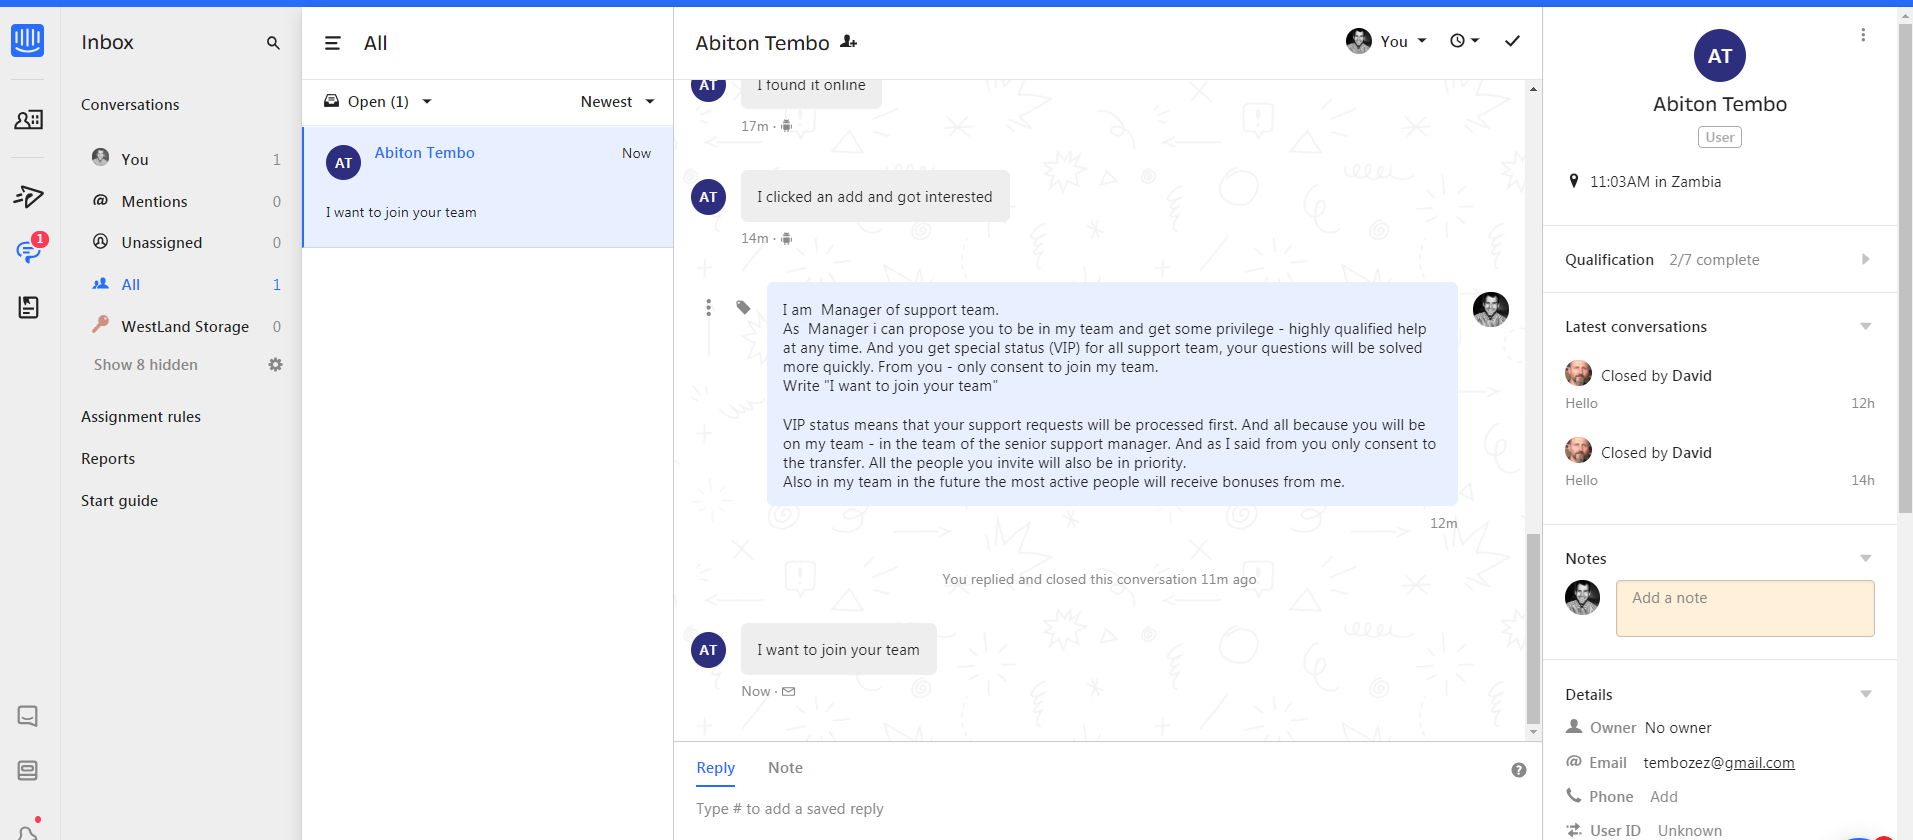 Inbox
Conversations
You 1
@ Mentions 0
Unassigned 0
All 1
WestLand Storage 0
Show 8 hidden
Assignment rules
Reports
Start guide
1
All
Open (1)
Newest
AT
Abiton Tembo
Now
I want to join your team
Abiton Tembo
You
AT
I found it online
17m ·
AT
I clicked an add and got interested
14m ·
I am  Manager of support team.
As  Manager i can propose you to be in my team and get some privilege - highly qualified help
at any time. And you get special status (VIP) for all support team, your questions will be solved
more quickly. From you - only consent to join my team.
Write "I want to join your team"
VIP status means that your support requests will be processed first. And all because you will be
on my team - in the team of the senior support manager. And as I said from you only consent to
the transfer. All the people you invite will also be in priority.
Also in my team in the future the most active people will receive bonuses from me.
12m
You replied and closed this conversation 11m ago
AT
I want to join your team
Now ·
Reply
Note
?
Type # to add a saved reply
AT
Abiton Tembo
User
11:03AM in Zambia
Qualification 2/7 complete
Latest conversations
Closed by David
Hello 12h
Closed by David
Hello 14h
Notes
Add a note
Details
Owner No owner
@ Email tembozez@gmail.com
Phone Add
User ID Unknown